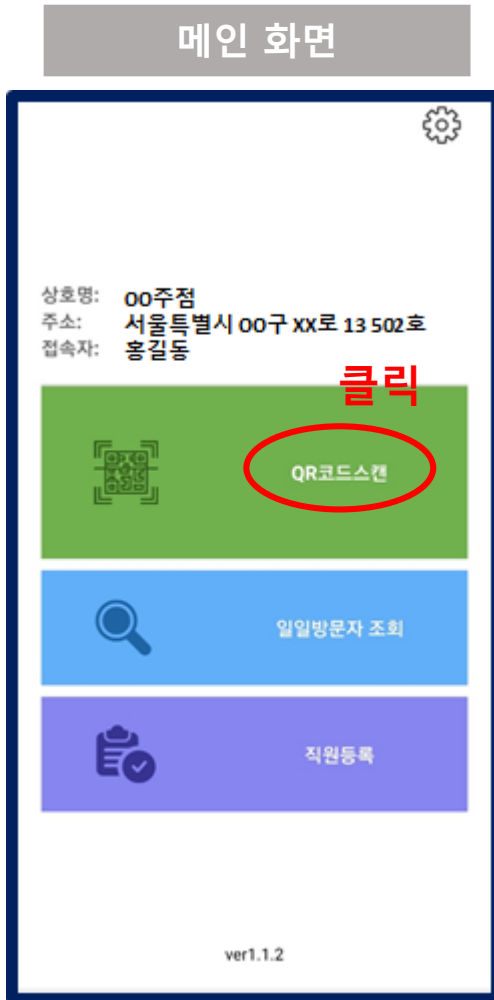 메인 화면
상호명: OO주점
주소: 서울특별시 OO구 XX로 13 502호
접속자: 홍길동
클릭
QR코드스캔
일일방문자 조회
직원등록
ver1.1.2